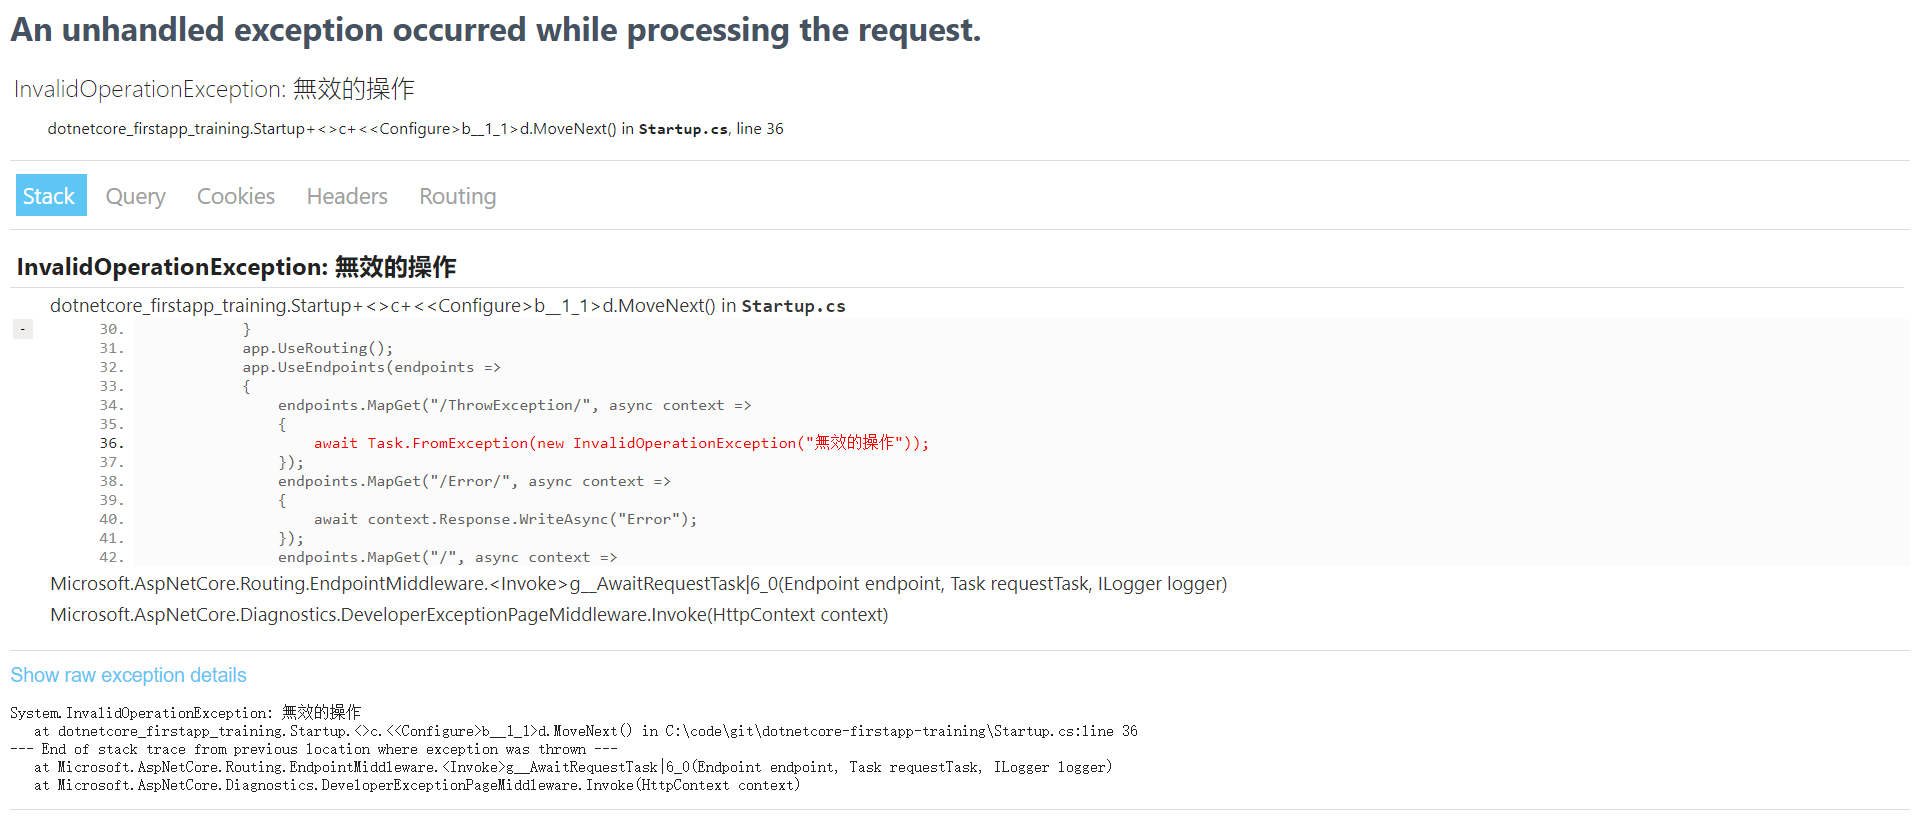 An unhandled exception occurred while processing the request.
InvalidOperationException: 無效的操作
dotnetcore_firstapp_training.Startup+<>c+<<Configure>b__1_1>d.MoveNext() in Startup.cs, line 36
Stack Query Cookies Headers Routing
InvalidOperationException: 無效的操作
dotnetcore_firstapp_training.Startup+<>c+<<Configure>b__1_1>d.MoveNext() in Startup.cs
-
30. }
31. app.UseRouting();
32. app.UseEndpoints(endpoints =>
33. {
34. endpoints.MapGet("/ThrowException/", async context =>
35. {
36. await Task.FromException(new InvalidOperationException("無效的操作"));
37. });
38. endpoints.MapGet("/Error/", async context =>
39. {
40. await context.Response.WriteAsync("Error");
41. });
42. endpoints.MapGet("/", async context =>
Microsoft.AspNetCore.Routing.EndpointMiddleware.<Invoke>g__AwaitRequestTask|6_0(Endpoint endpoint, Task requestTask, ILogger logger)
Microsoft.AspNetCore.Diagnostics.DeveloperExceptionPageMiddleware.Invoke(HttpContext context)
Show raw exception details
System.InvalidOperationException: 無效的操作
at dotnetcore_firstapp_training.Startup.<>c.<<Configure>b__1_1>d.MoveNext() in C:\code\git\dotnetcore-firstapp-training\Startup.cs:line 36
--- End of stack trace from previous location where exception was thrown ---
at Microsoft.AspNetCore.Routing.EndpointMiddleware.<Invoke>g__AwaitRequestTask|6_0(Endpoint endpoint, Task requestTask, ILogger logger)
at Microsoft.AspNetCore.Diagnostics.DeveloperExceptionPageMiddleware.Invoke(HttpContext context)